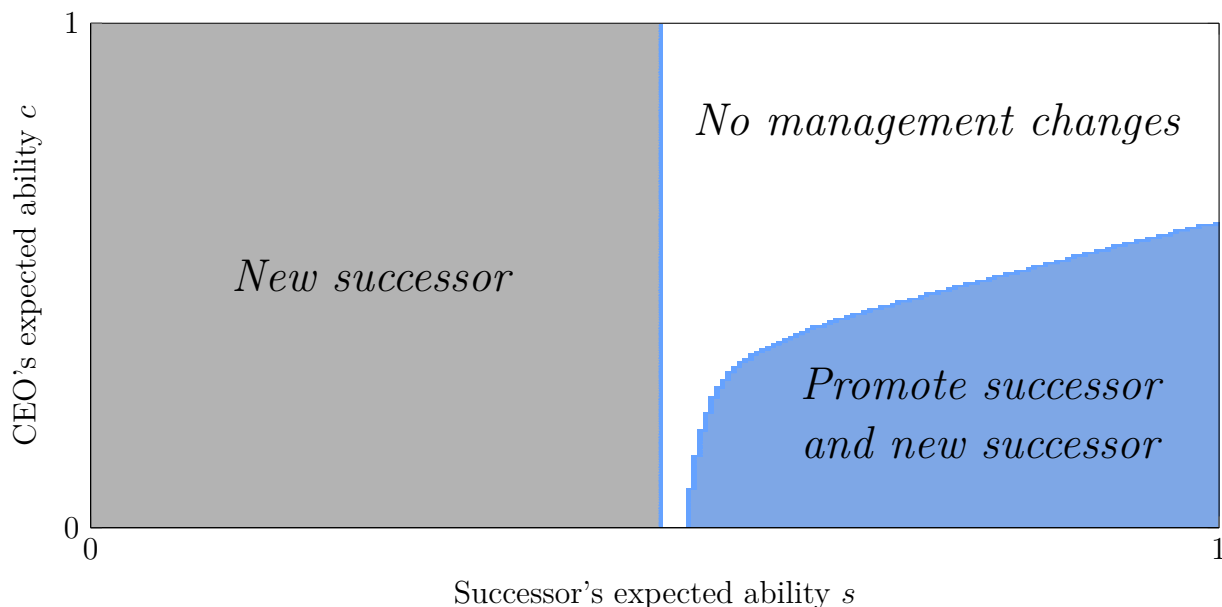 1
No management changes
New successor
CEO's expected ability c
Promote successor
and new successor
0
0
1
Successor's expected ability s